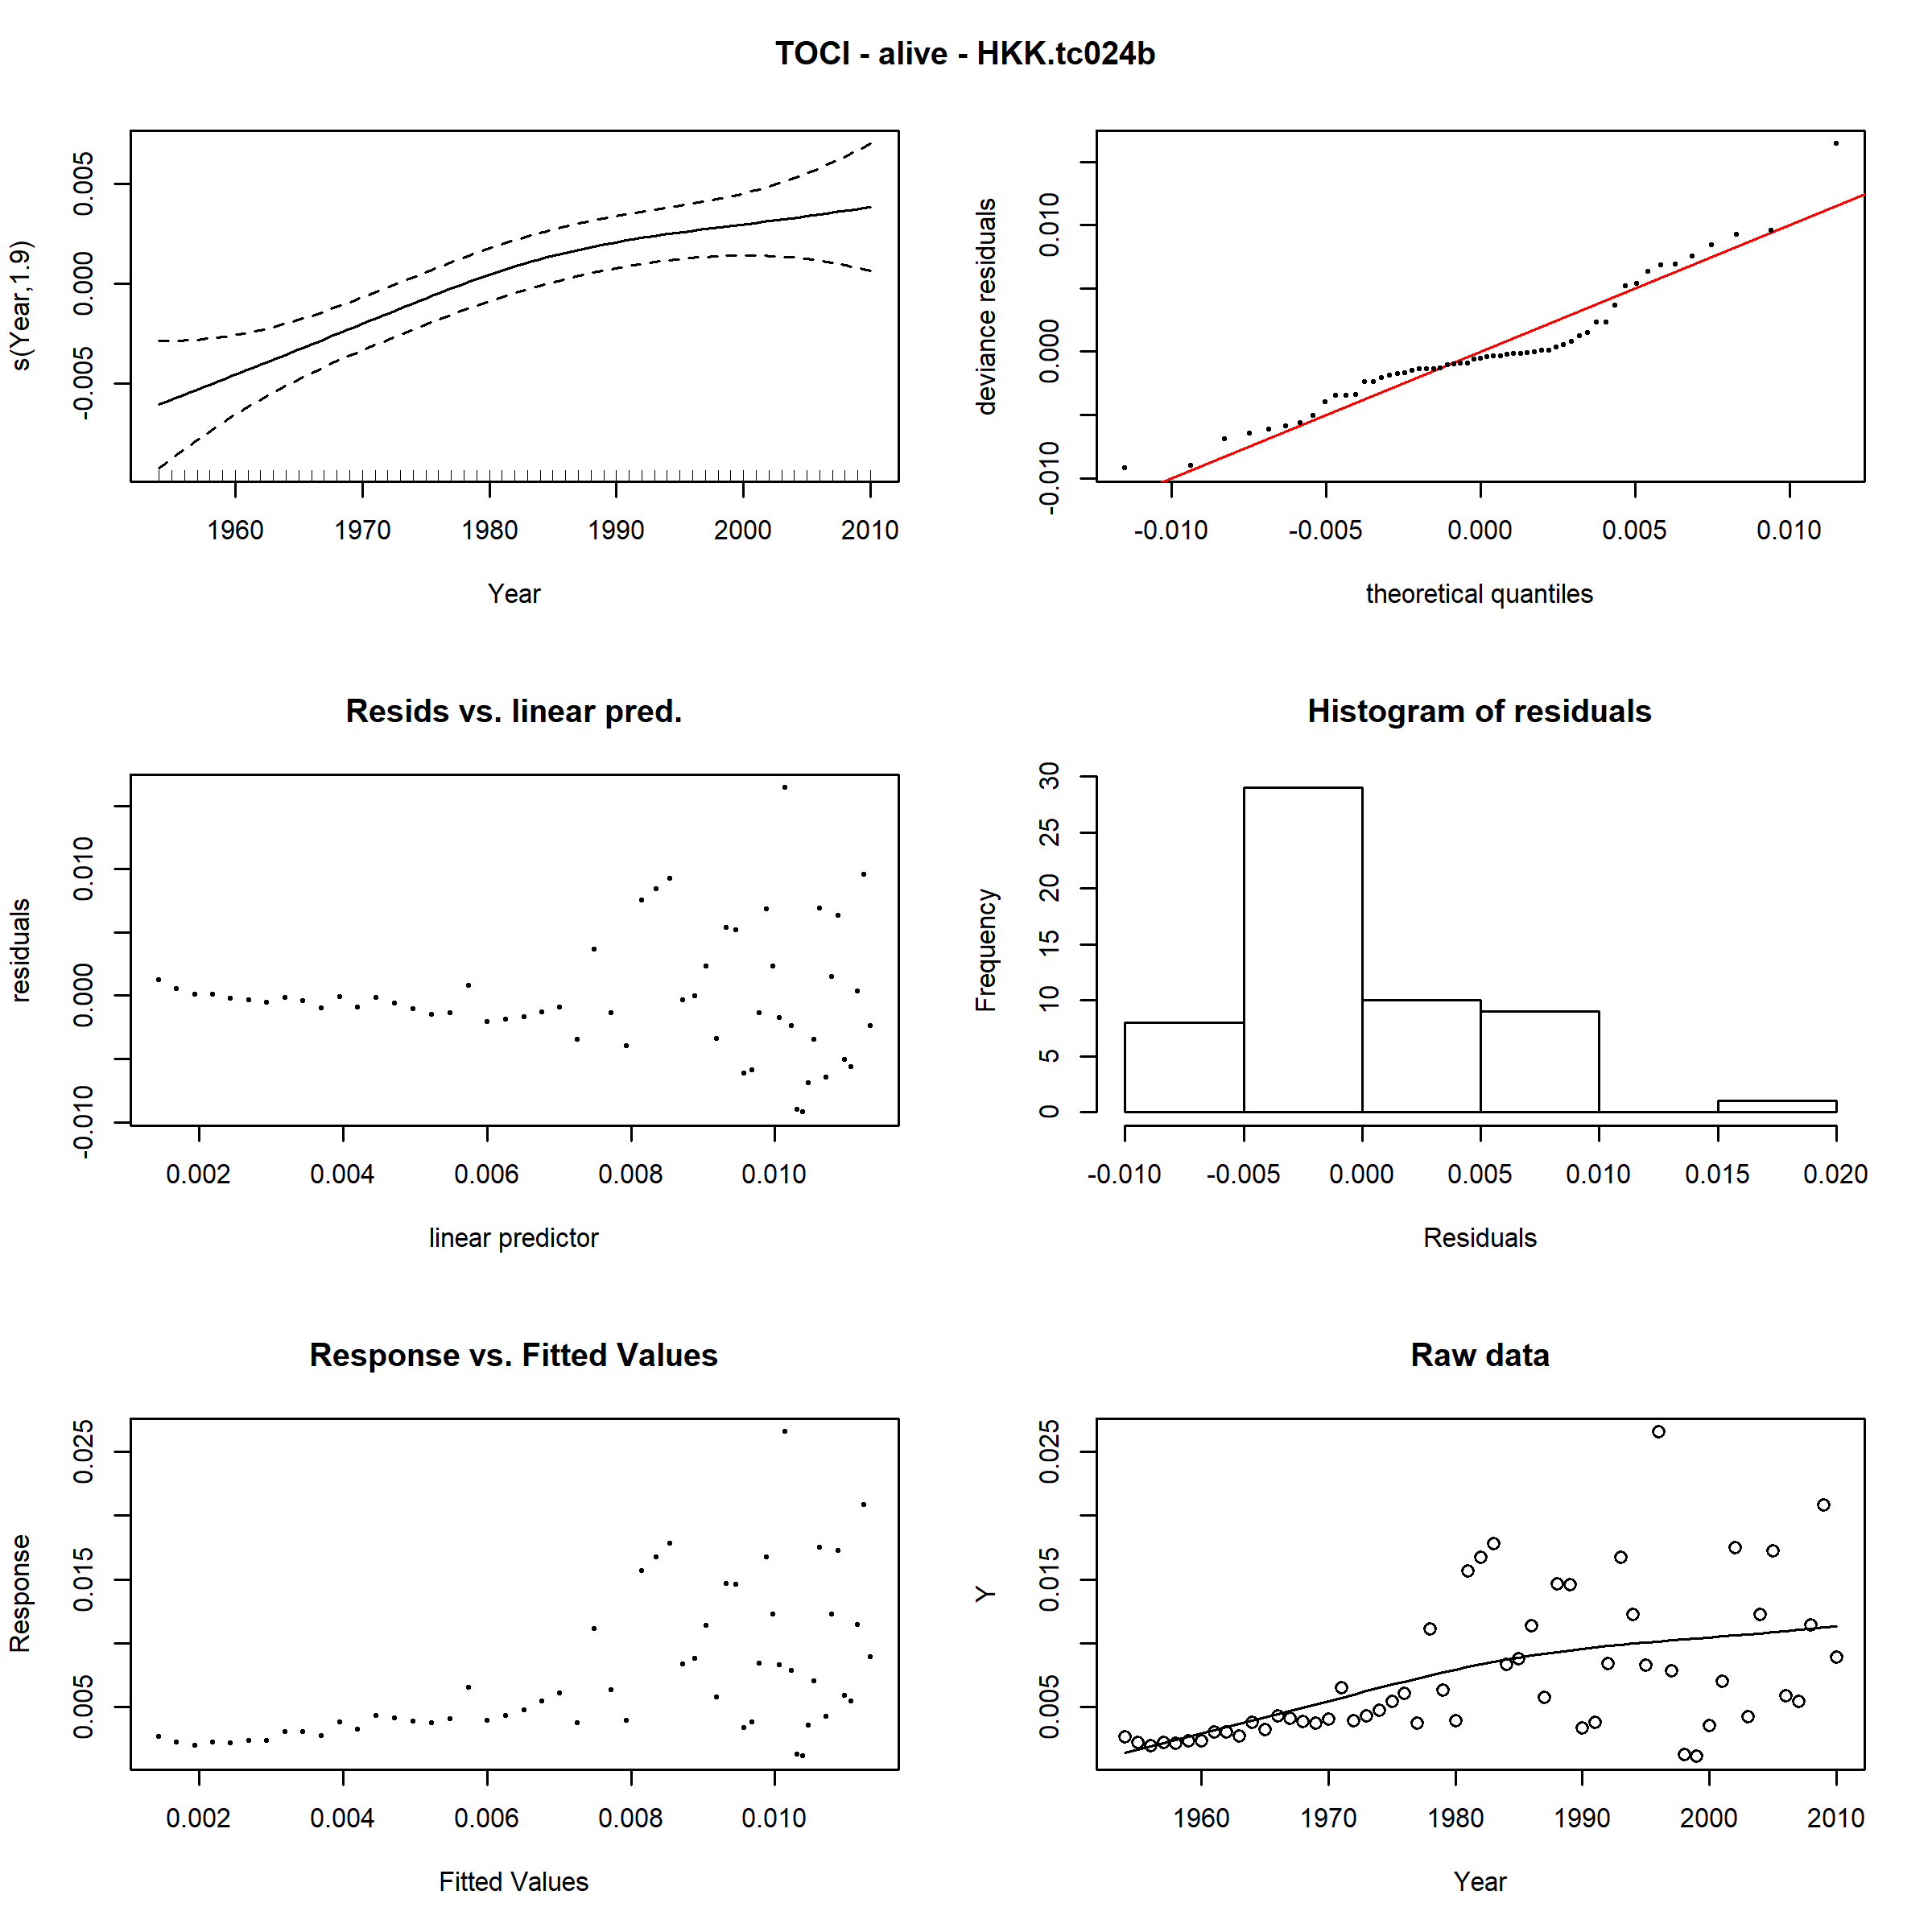 TOCI - alive - HKK.tc024b
s(Year,1.9)
-0.005 0.000 0.005
1960 1970 1980 1990 2000 2010
Year
deviance residuals
-0.010 0.000 0.010
-0.010 -0.005 0.000 0.005 0.010
theoretical quantiles
Resids vs. linear pred.
residuals
-0.010 0.000 0.010
0.002 0.004 0.006 0.008 0.010
linear predictor
Histogram of residuals
Frequency
0 5 10 15 20 25 30
-0.010 -0.005 0.000 0.005 0.010 0.015 0.020
Residuals
Response vs. Fitted Values
Response
0.005 0.015 0.025
0.002 0.004 0.006 0.008 0.010
Fitted Values
Raw data
Y
0.005 0.015 0.025
1960 1970 1980 1990 2000 2010
Year